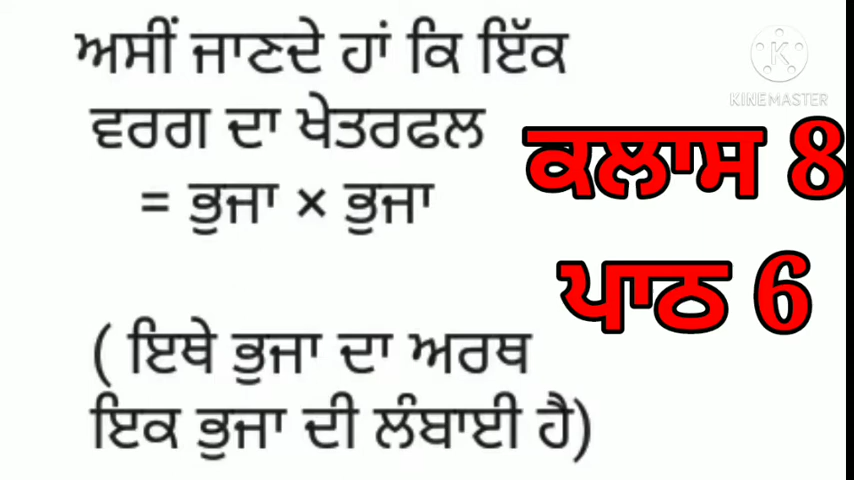 ਅਸੀਂ ਜਾਣਦੇ ਹਾਂ ਕਿ ਇੱਕ
ਵਰਗ ਦਾ ਖੇਤਰਫਲ
= ਭੁਜਾ × ਭੁਜਾ
( ਇਥੇ ਭੁਜਾ ਦਾ ਅਰਥ
ਇਕ ਭੁਜਾ ਦੀ ਲੰਬਾਈ ਹੈ)
ਕਲਾਸ 8
ਪਾਠ 6
K
KINEMASTER